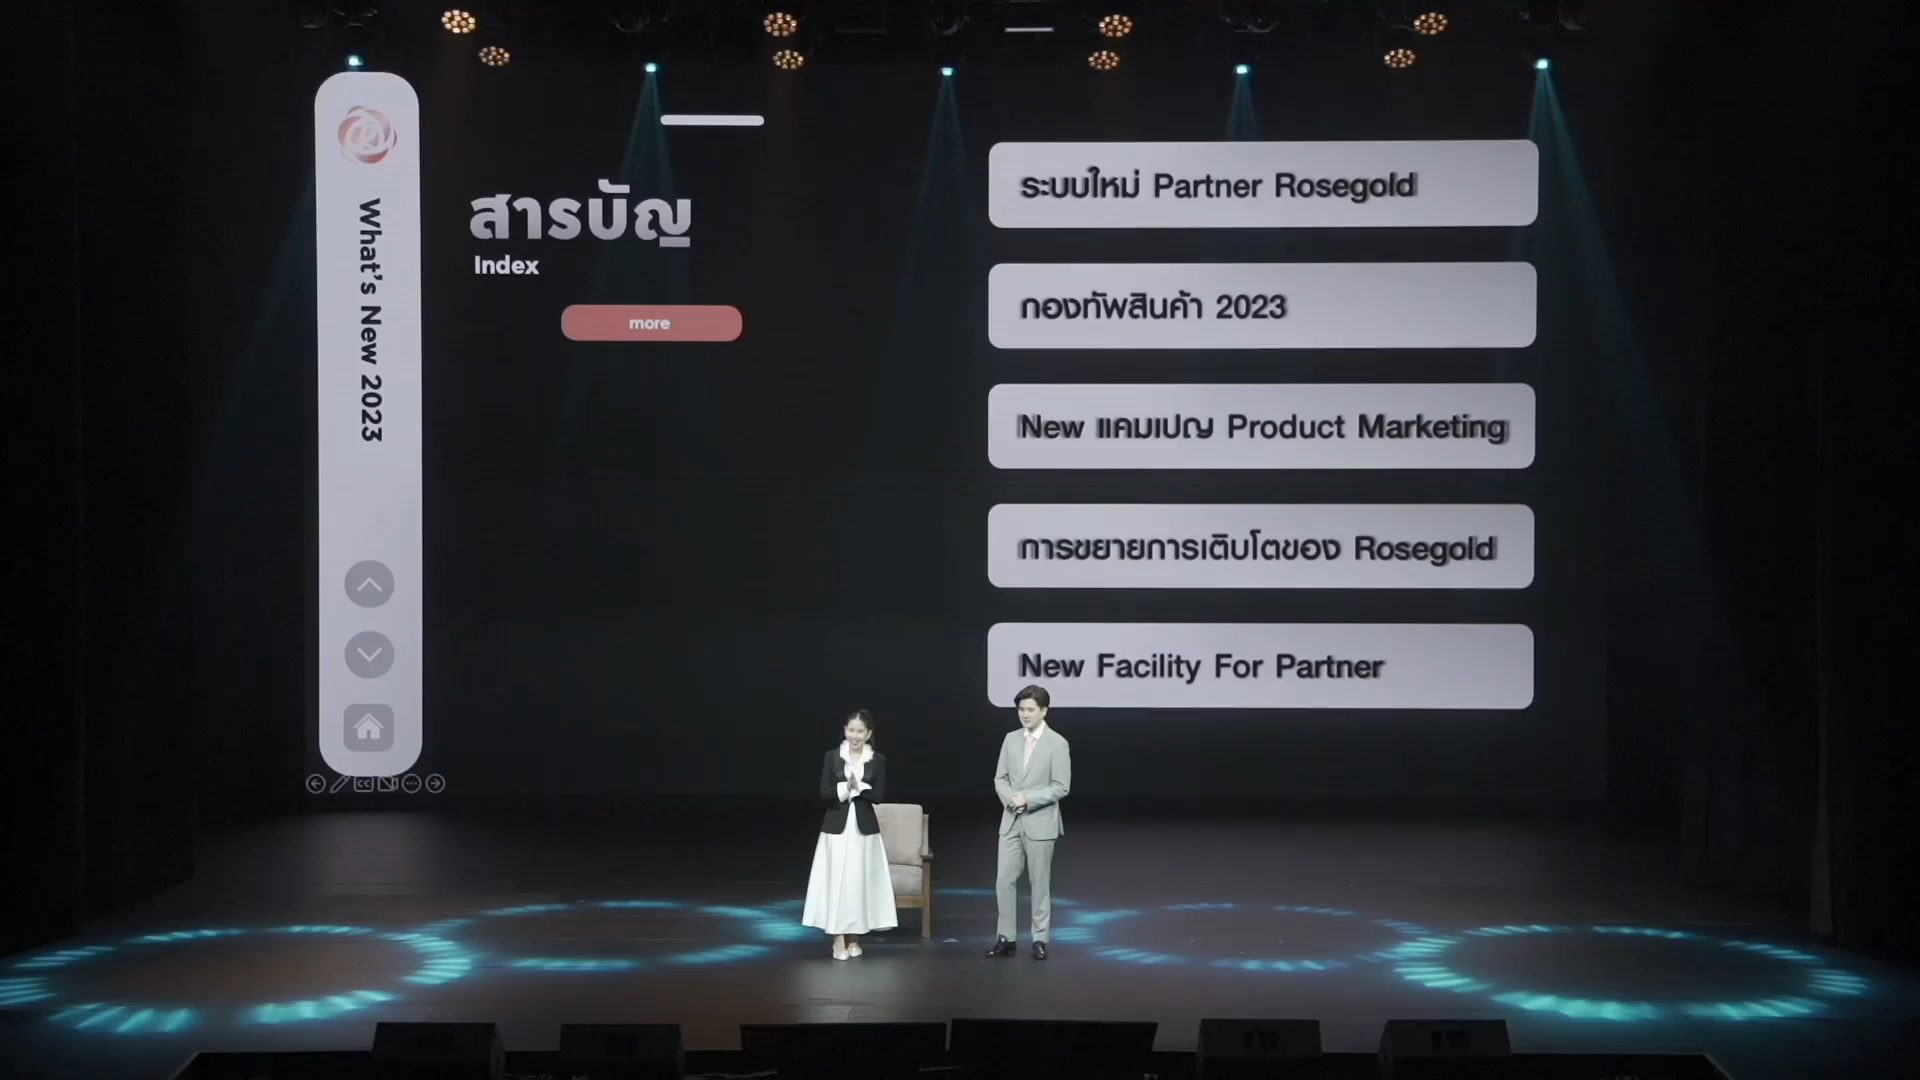 What's New 2023
สารบัญ
Index
more
ระบบใหม่ Partner Rosegold
กองทัพสินค้า 2023
New แคมเปญ Product Marketing
การขยายการเติบโตของ Rosegold
New Facility For Partner